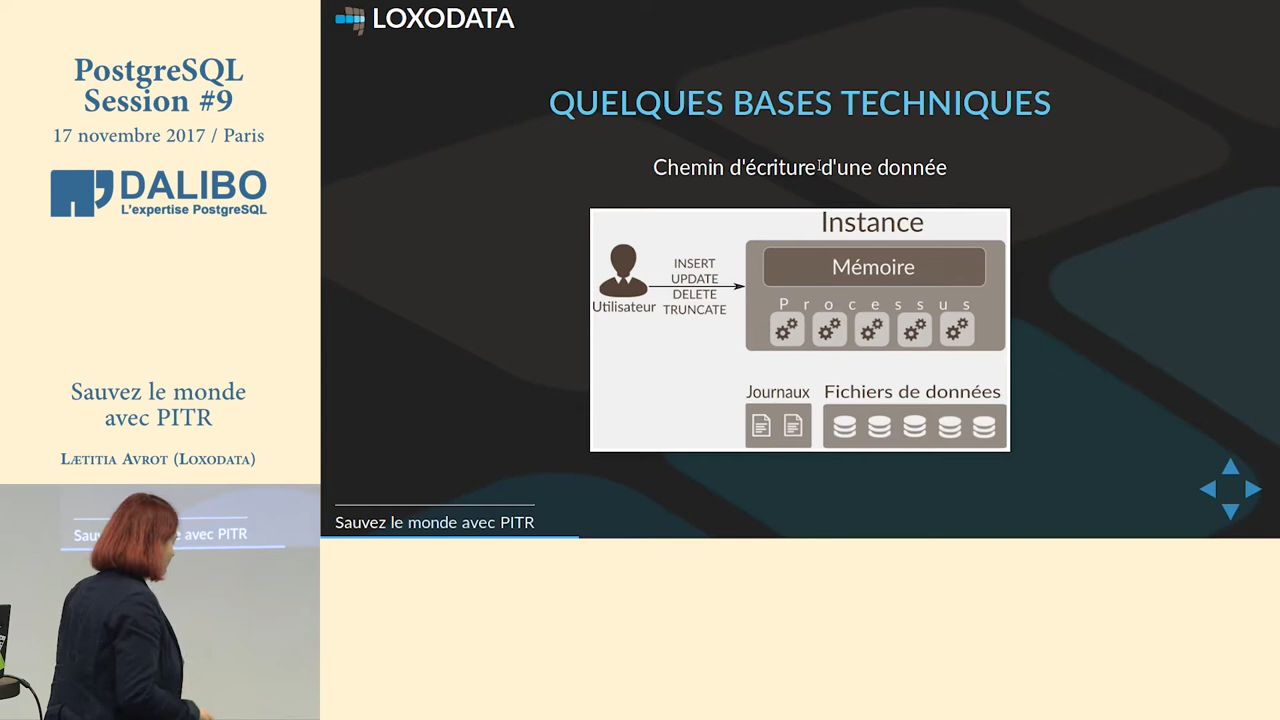 PostgreSQL
Session #9
17 novembre 2017 / Paris
DALIBO
L'expertise PostgreSQL
Sauvez le monde
avec PITR
Lætitia Avrot (Loxodata)
LOXODATA
QUELQUES BASES TECHNIQUES
Chemin d'écriture d'une donnée
Instance
Mémoire
Processus
INSERT
UPDATE
DELETE
TRUNCATE
Utilisateur
Journaux
Fichiers de données
Sauvez le monde avec PITR
avec PITR